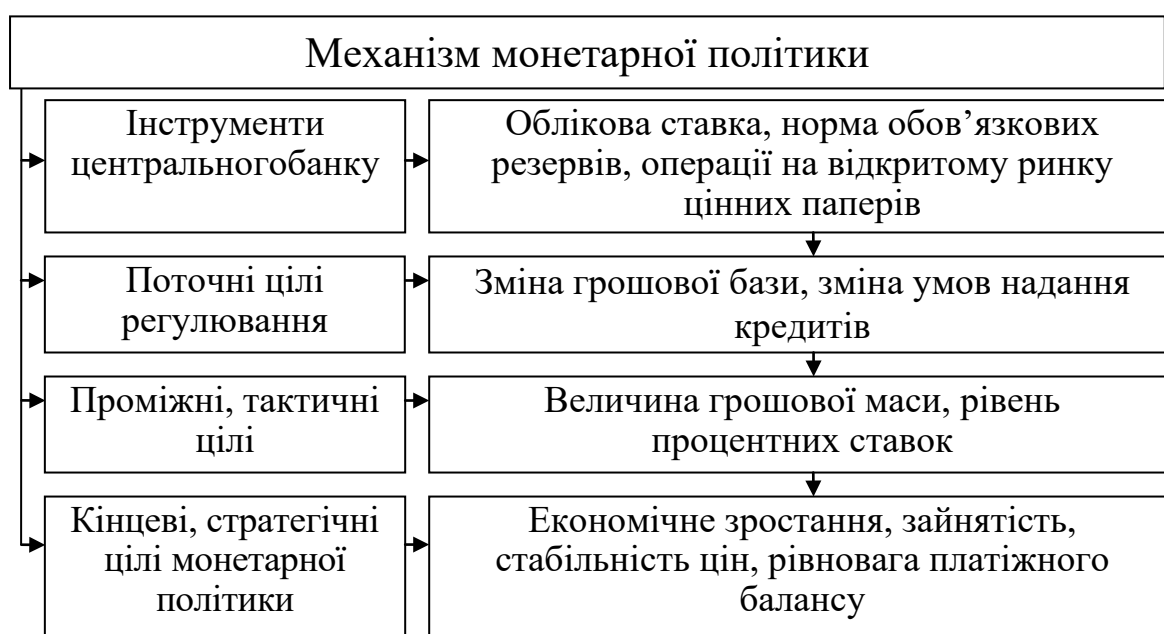 Механізм монетарної політики
Інструменти
центральногобанку
Облікова ставка, норма обов’язкових
резервів, операції на відкритому ринку
цінних паперів
Поточні цілі
регулювання
Зміна грошової бази, зміна умов надання
кредитів
Проміжні, тактичні
цілі
Величина грошової маси, рівень
процентних ставок
Кінцеві, стратегічні
цілі монетарної
політики
Економічне зростання, зайнятість,
стабільність цін, рівновага платіжного
балансу